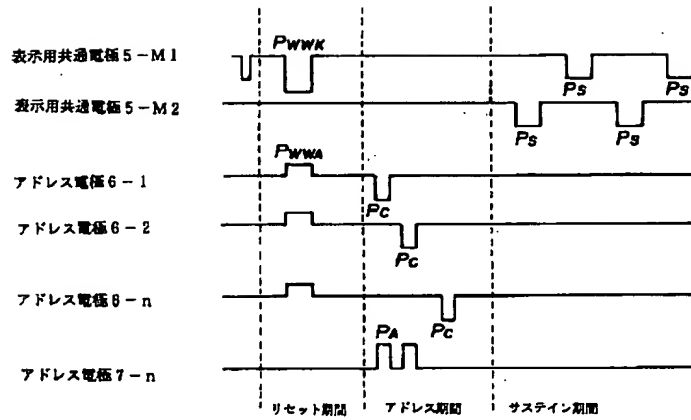 PWWK
表示用共通電極5-M1
PS
PS
表示用共通電極5-M2
PS
PS
PWWA
アドレス電極6-1
PC
アドレス電極6-2
PC
アドレス電極6-n
PC
PA
アドレス電極7-n
リセット期間
アドレス期間
サステイン期間